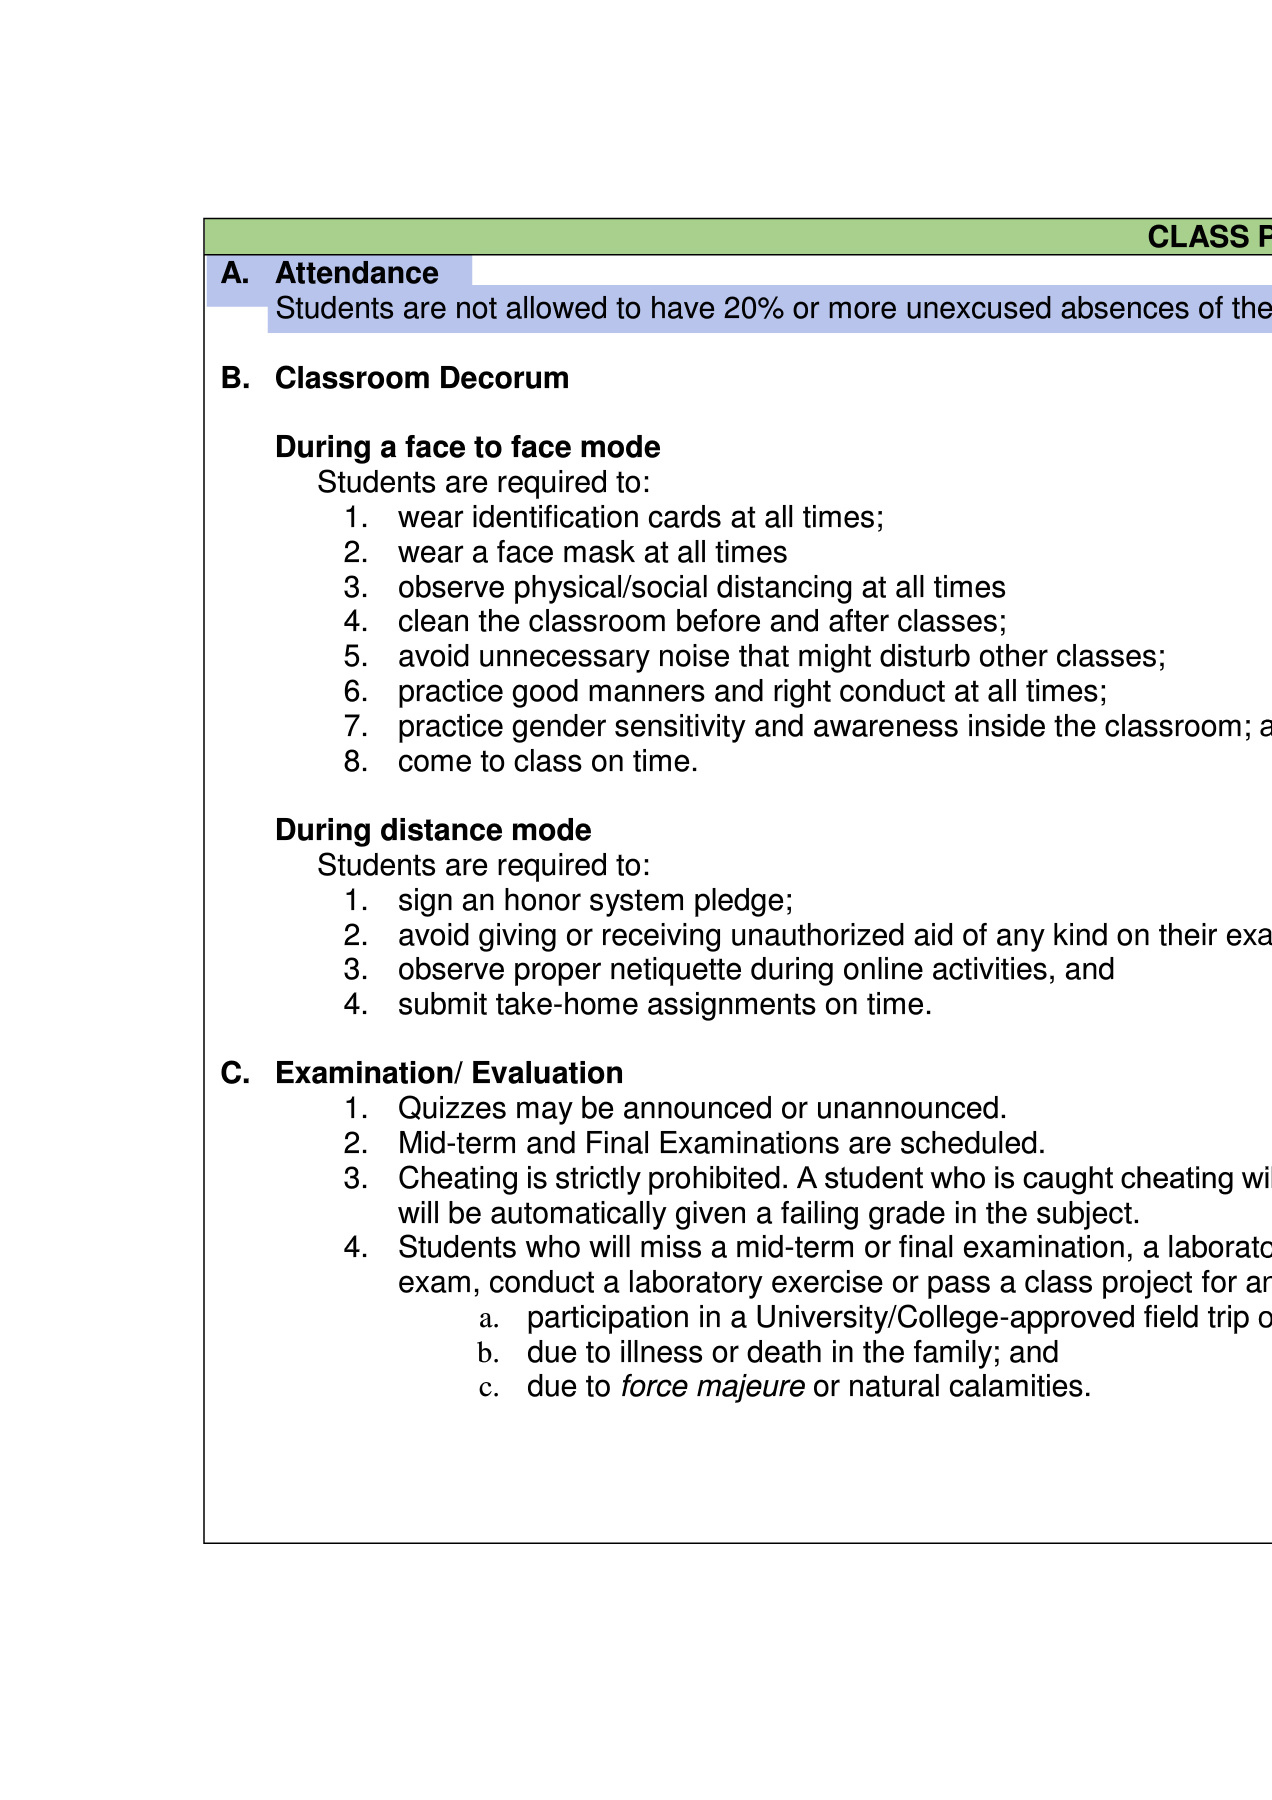 CLASS P
A. Attendance
Students are not allowed to have 20% or more unexcused absences of the
B. Classroom Decorum
During a face to face mode
Students are required to:
1. wear identification cards at all times;
2. wear a face mask at all times
3. observe physical/social distancing at all times
4. clean the classroom before and after classes;
5. avoid unnecessary noise that might disturb other classes;
6. practice good manners and right conduct at all times;
7. practice gender sensitivity and awareness inside the classroom; a
8. come to class on time.
During distance mode
Students are required to:
1. sign an honor system pledge;
2. avoid giving or receiving unauthorized aid of any kind on their exa
3. observe proper netiquette during online activities, and
4. submit take-home assignments on time.
C. Examination/ Evaluation
1. Quizzes may be announced or unannounced.
2. Mid-term and Final Examinations are scheduled.
3. Cheating is strictly prohibited. A student who is caught cheating wil
will be automatically given a failing grade in the subject.
4. Students who will miss a mid-term or final examination, a laborato
exam, conduct a laboratory exercise or pass a class project for an
a. participation in a University/College-approved field trip o
b. due to illness or death in the family; and
c. due to force majeure or natural calamities.